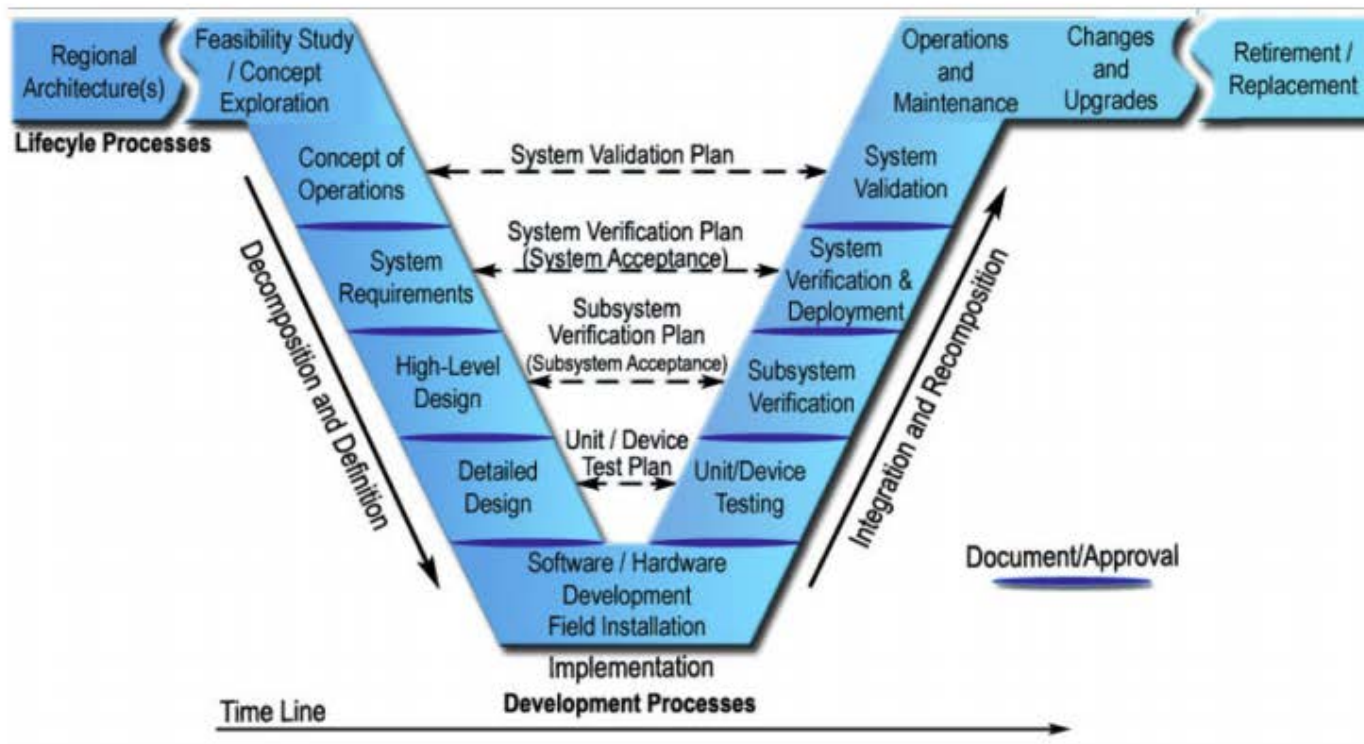 Regional
Architecture(s)
Feasibility Study
/ Concept
Exploration
Operations
and
Maintenance
Changes
and
Upgrades
Retirement /
Replacement
Lifecyle Processes
Concept of
Operations
System Validation Plan
System
Validation
System
Requirements
System Verification Plan
(System Acceptance)
System
Verification &
Deployment
High-Level
Design
Subsystem
Verification Plan
(Subsystem Acceptance)
Subsystem
Verification
Detailed
Design
Unit / Device
Test Plan
Unit/Device
Testing
Decomposition and Definition
Integration and Recomposition
Software / Hardware
Development
Field Installation
Document/Approval
Implementation
Development Processes
Time Line